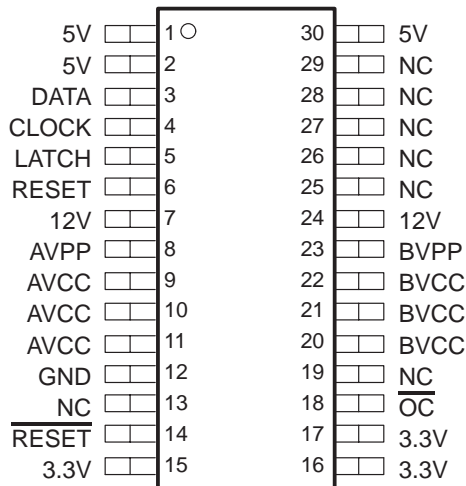 5V 1 30 5V
5V 2 29 NC
DATA 3 28 NC
CLOCK 4 27 NC
LATCH 5 26 NC
RESET 6 25 NC
12V 7 24 12V
AVPP 8 23 BVPP
AVCC 9 22 BVCC
AVCC 10 21 BVCC
AVCC 11 20 BVCC
GND 12 19 NC
NC 13 18 O̅C̅
R̅E̅S̅E̅T̅ 14 17 3.3V
3.3V 15 16 3.3V